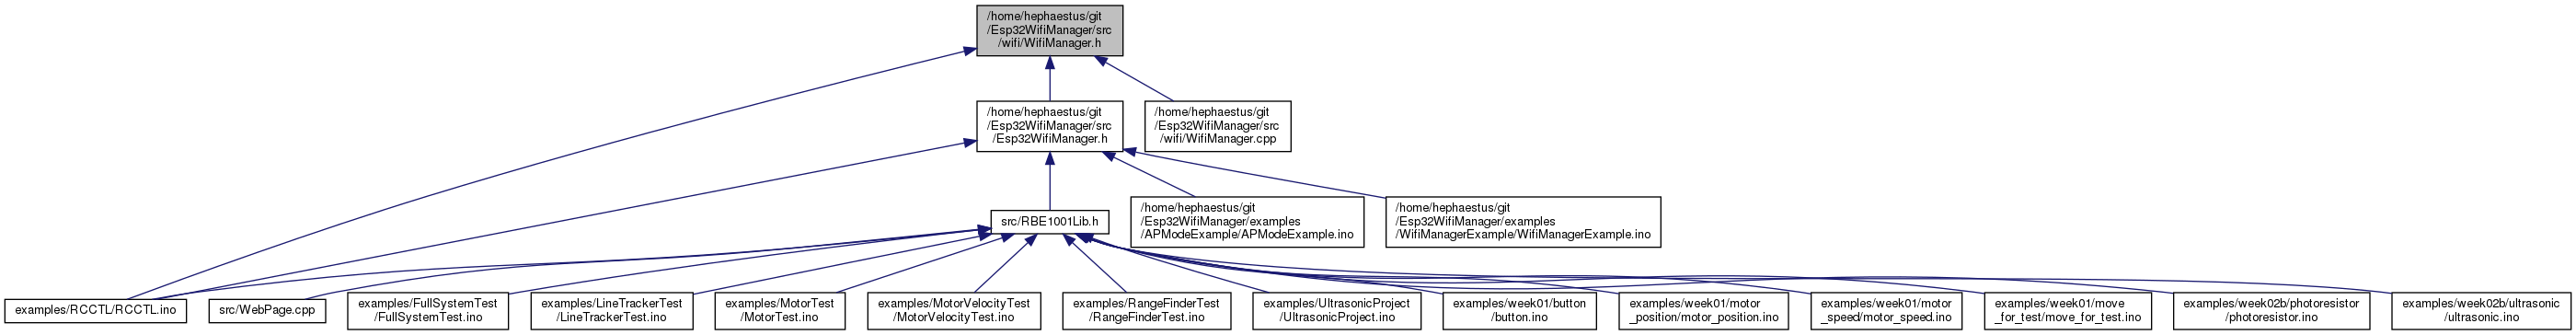 /home/hephaestus/git
/Esp32WifiManager/src
/wifi/WifiManager.h
/home/hephaestus/git
/Esp32WifiManager/src
/Esp32WifiManager.h
/home/hephaestus/git
/Esp32WifiManager/src
/wifi/WifiManager.cpp
src/RBE1001Lib.h
/home/hephaestus/git
/Esp32WifiManager/examples
/APModeExample/APModeExample.ino
/home/hephaestus/git
/Esp32WifiManager/examples
/WifiManagerExample/WifiManagerExample.ino
examples/RCCTL/RCCTL.ino
src/WebPage.cpp
examples/FullSystemTest
/FullSystemTest.ino
examples/LineTrackerTest
/LineTrackerTest.ino
examples/MotorTest
/MotorTest.ino
examples/MotorVelocityTest
/MotorVelocityTest.ino
examples/RangeFinderTest
/RangeFinderTest.ino
examples/UltrasonicProject
/UltrasonicProject.ino
examples/week01/button
/button.ino
examples/week01/motor
_position/motor_position.ino
examples/week01/motor
_speed/motor_speed.ino
examples/week01/move
_for_test/move_for_test.ino
examples/week02b/photoresistor
/photoresistor.ino
examples/week02b/ultrasonic
/ultrasonic.ino